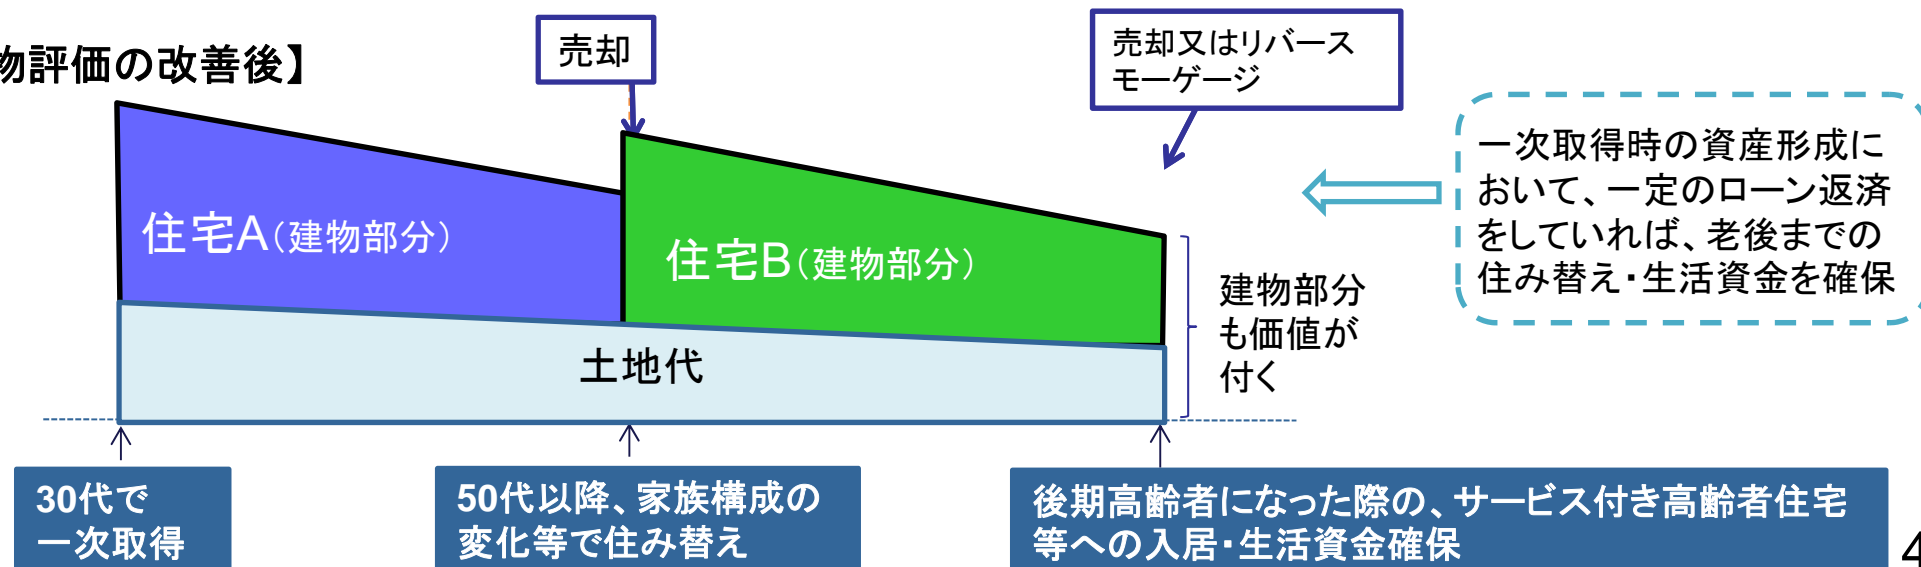 物評価の改善後】
売却
売却又はリバース
モーゲージ
住宅A（建物部分）
住宅B（建物部分）
土地代
建物部分
も価値が
付く
一次取得時の資産形成に
おいて、一定のローン返済
をしていれば、老後までの
住み替え・生活資金を確保
30代で
一次取得
50代以降、家族構成の
変化等で住み替え
後期高齢者になった際の、サービス付き高齢者住宅
等への入居・生活資金確保
4